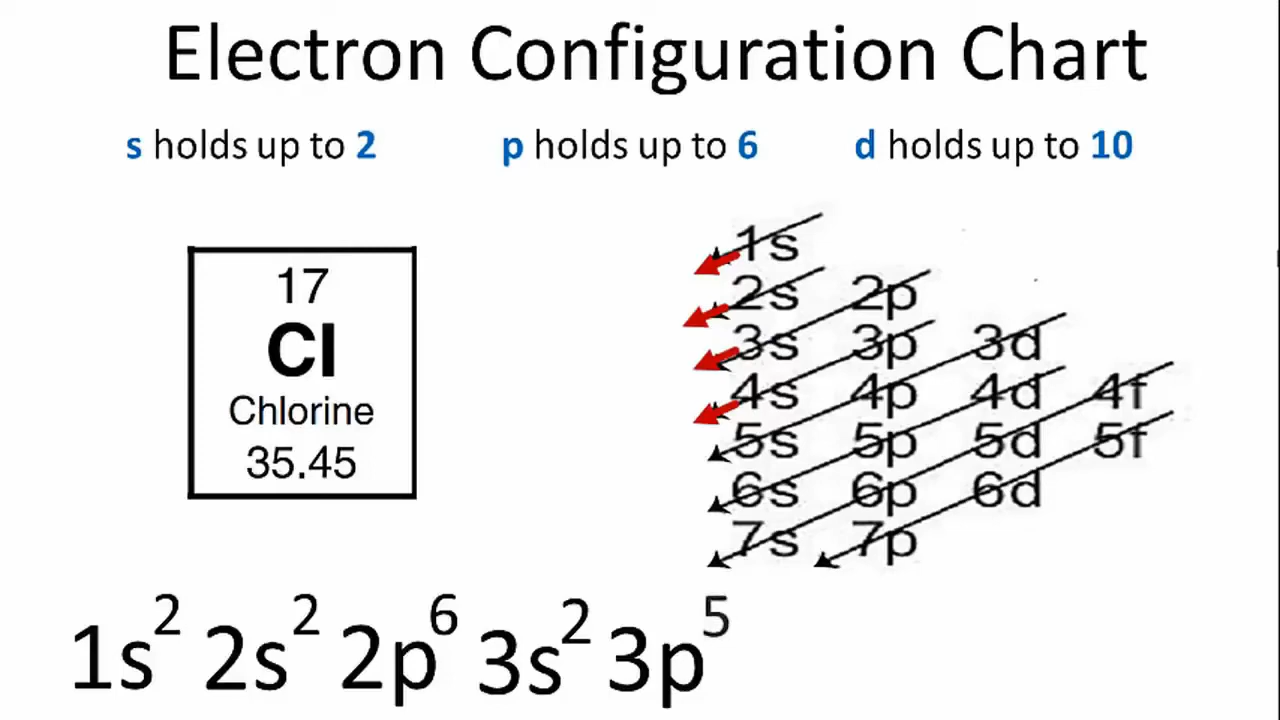 Electron Configuration Chart
s holds up to 2 p holds up to 6 d holds up to 10
17
Cl
Chlorine
35.45
1s
2s 2p
3s 3p 3d
4s 4p 4d 4f
5s 5p 5d 5f
6s 6p 6d
7s 7p
1s² 2s² 2p⁶ 3s² 3p⁵